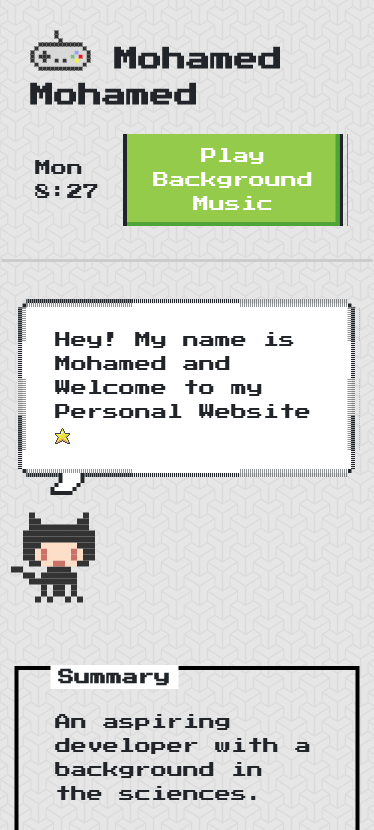 Mohamed
Mohamed
Mon
8:27
Play
Background
Music
Hey! My name is
Mohamed and
Welcome to my
Personal Website
Summary
An aspiring
developer with a
background in
the sciences.